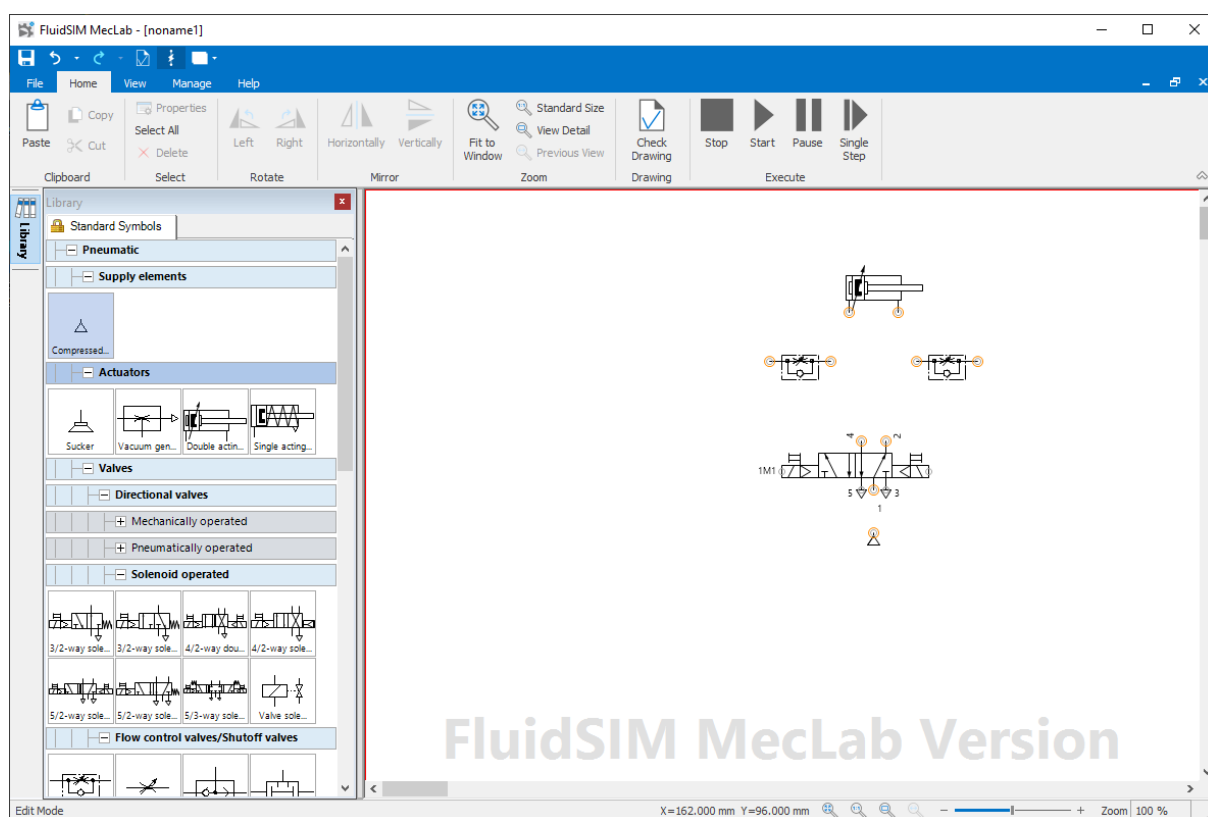 FluidSIM MecLab - [noname1]
File Home View Manage Help
Paste
Copy
Cut
Clipboard
Properties
Select All
Delete
Select
Left Right
Rotate
Horizontally Vertically
Mirror
Fit to
Window
Standard Size
View Detail
Previous View
Zoom
Check
Drawing
Drawing
Stop Start Pause Single
Step
Execute
Library
Library
Standard Symbols
Pneumatic
Supply elements
Compressed...
Actuators
Sucker Vacuum gen... Double actin... Single acting...
Valves
Directional valves
Mechanically operated
Pneumatically operated
Solenoid operated
3/2-way sole... 3/2-way sole... 4/2-way dou... 4/2-way sole...
5/2-way sole... 5/2-way sole... 5/3-way sole... Valve sole...
Flow control valves/Shutoff valves
4 2
1M1
5 3
1
FluidSIM MecLab Version
Edit Mode
X=162.000 mm Y=96.000 mm
Zoom 100 %